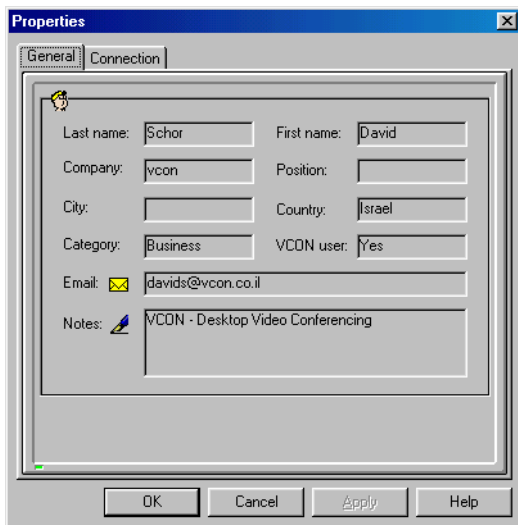 Properties
General Connection
Last name: Schor First name: David
Company: vcon Position:
City: Country: Israel
Category: Business VCON user: Yes
Email: davids@vcon.co.il
Notes: VCON - Desktop Video Conferencing
OK Cancel Apply Help